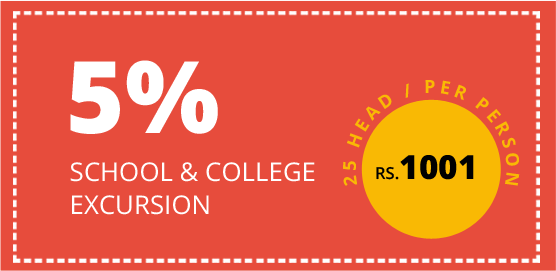 5%
SCHOOL & COLLEGE
EXCURSION
25 HEAD / PER PERSON
RS.1001